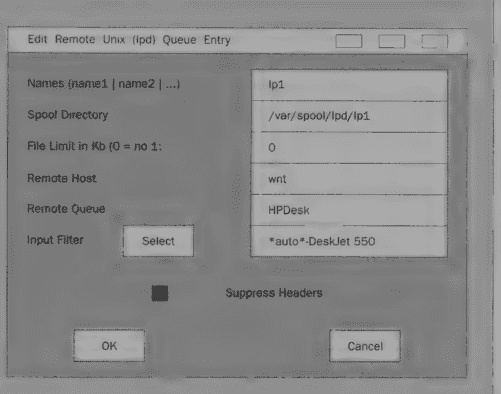 Edit Remote Unix (lpd) Queue Entry
Names (name1 | name2 | ...) lp1
Spool Directory /var/spool/lpd/lp1
File Limit in Kb (0 = no 1: 0
Remote Host wnt
Remote Queue HPDesk
Input Filter Select *auto*-DeskJet 550
Suppress Headers
OK Cancel